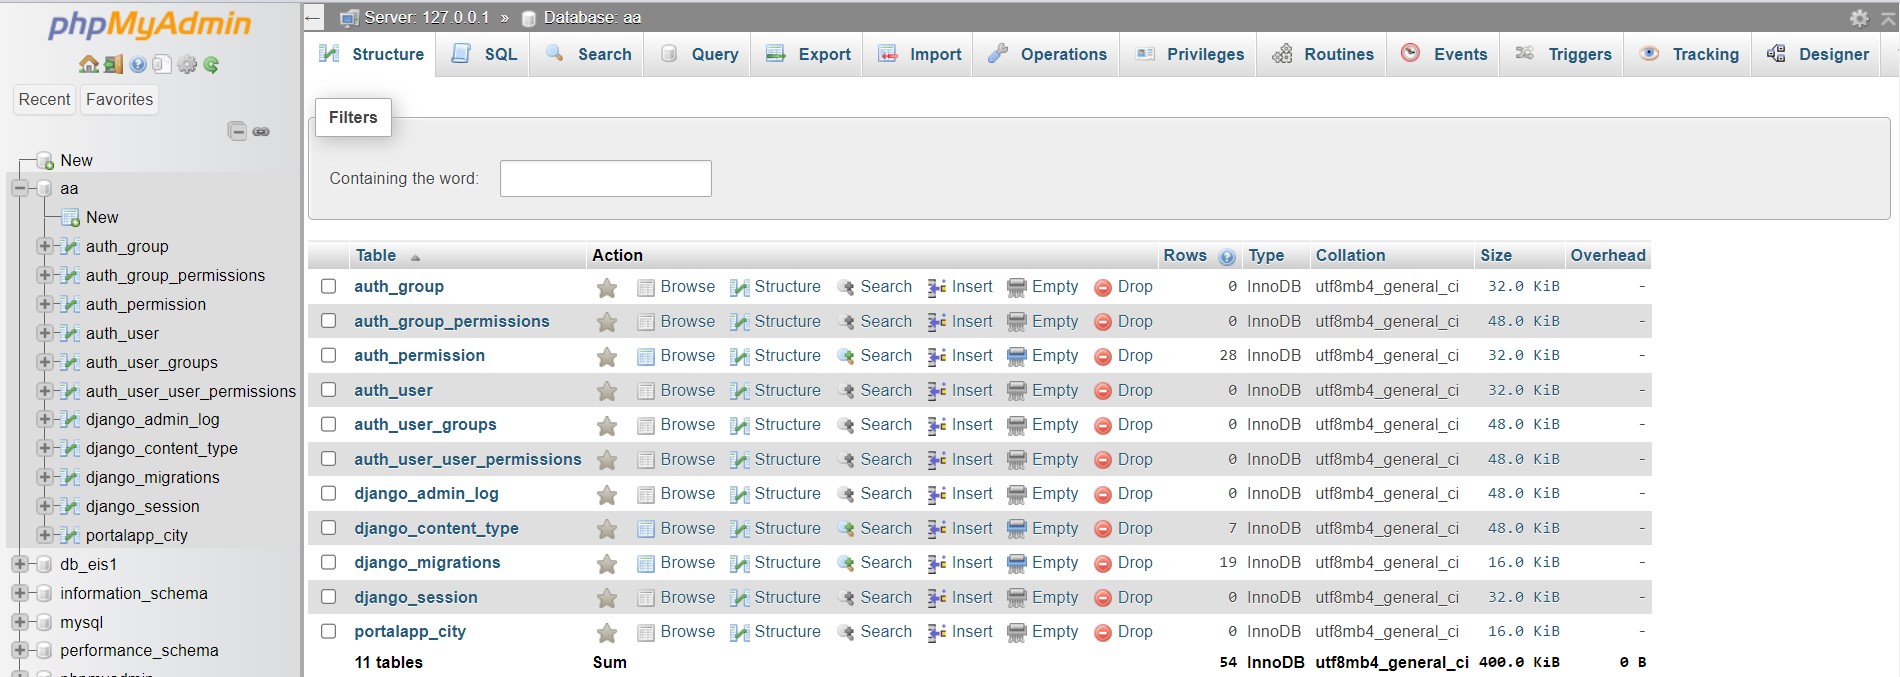 phpMyAdmin
Recent Favorites
New
aa
New
auth_group
auth_group_permissions
auth_permission
auth_user
auth_user_groups
auth_user_user_permissions
django_admin_log
django_content_type
django_migrations
django_session
portalapp_city
db_eis1
information_schema
mysql
performance_schema
Server: 127.0.0.1 » Database: aa
Structure SQL Search Query Export Import Operations Privileges Routines Events Triggers Tracking Designer
Filters
Containing the word:
Table Action Rows Type Collation Size Overhead
auth_group Browse Structure Search Insert Empty Drop 0 InnoDB utf8mb4_general_ci 32.0 KiB -
auth_group_permissions Browse Structure Search Insert Empty Drop 0 InnoDB utf8mb4_general_ci 48.0 KiB -
auth_permission Browse Structure Search Insert Empty Drop 28 InnoDB utf8mb4_general_ci 32.0 KiB -
auth_user Browse Structure Search Insert Empty Drop 0 InnoDB utf8mb4_general_ci 32.0 KiB -
auth_user_groups Browse Structure Search Insert Empty Drop 0 InnoDB utf8mb4_general_ci 48.0 KiB -
auth_user_user_permissions Browse Structure Search Insert Empty Drop 0 InnoDB utf8mb4_general_ci 48.0 KiB -
django_admin_log Browse Structure Search Insert Empty Drop 0 InnoDB utf8mb4_general_ci 48.0 KiB -
django_content_type Browse Structure Search Insert Empty Drop 7 InnoDB utf8mb4_general_ci 48.0 KiB -
django_migrations Browse Structure Search Insert Empty Drop 19 InnoDB utf8mb4_general_ci 16.0 KiB -
django_session Browse Structure Search Insert Empty Drop 0 InnoDB utf8mb4_general_ci 32.0 KiB -
portalapp_city Browse Structure Search Insert Empty Drop 0 InnoDB utf8mb4_general_ci 16.0 KiB -
11 tables Sum 54 InnoDB utf8mb4_general_ci 400.0 KiB 0 B